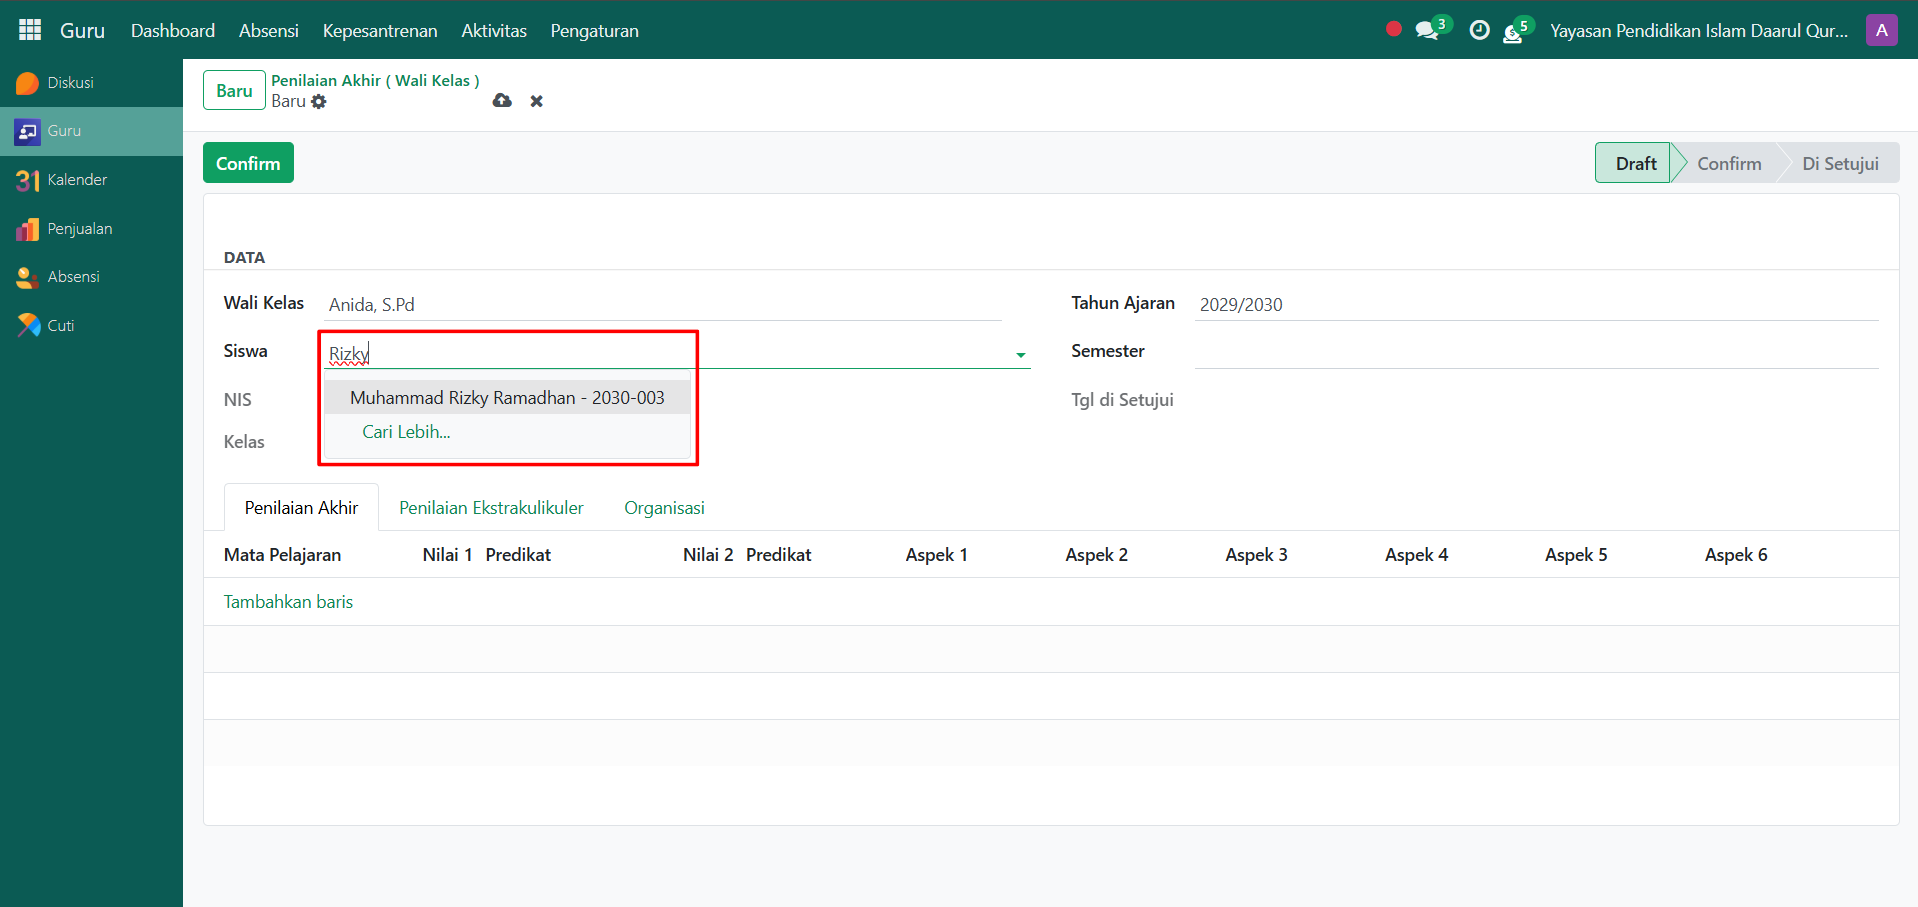 Guru Dashboard Absensi Kepesantrenan Aktivitas Pengaturan 3 5 Yayasan Pendidikan Islam Daarul Qur... A
Diskusi
Guru
31 Kalender
Penjualan
Absensi
Cuti
Baru Penilaian Akhir ( Wali Kelas )
Baru
Confirm Draft Confirm Di Setujui
DATA
Wali Kelas Anida, S.Pd Tahun Ajaran 2029/2030
Siswa Rizky Semester
Muhammad Rizky Ramadhan - 2030-003
NIS Tgl di Setujui
Cari Lebih...
Kelas
Penilaian Akhir Penilaian Ekstrakulikuler Organisasi
Mata Pelajaran Nilai 1 Predikat Nilai 2 Predikat Aspek 1 Aspek 2 Aspek 3 Aspek 4 Aspek 5 Aspek 6
Tambahkan baris